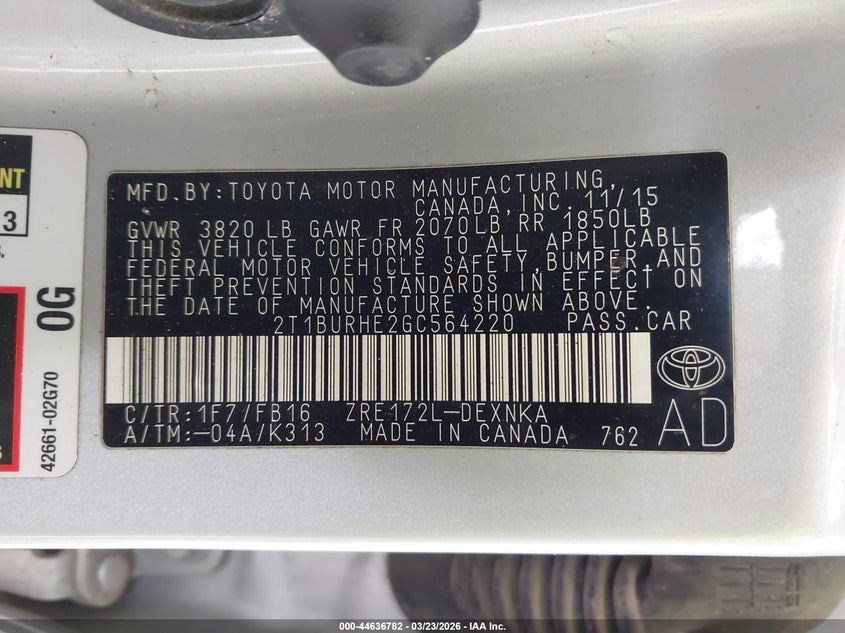 NT
3
R.
0G
42661-02G70
S
MFD.BY:TOYOTA MOTOR MANUFACTURING,
CANADA,INC. 11/15
GVWR 3820 LB GAWR FR 2070LB RR 1850LB
THIS VEHICLE CONFORMS TO ALL APPLICABLE
FEDERAL MOTOR VEHICLE SAFETY,BUMPER,AND
THEFT PREVENTION STANDARDS IN EFFECT ON
THE DATE OF MANUFACTURE SHOWN ABOVE.
2T1BURHE2GC564220 PASS.CAR
C/TR:1F7/FB16 ZRE172L-DEXNKA
A/TM:-04A/K313 MADE IN CANADA 762
AD
000-44636782 - 03/23/2026 - IAA Inc.